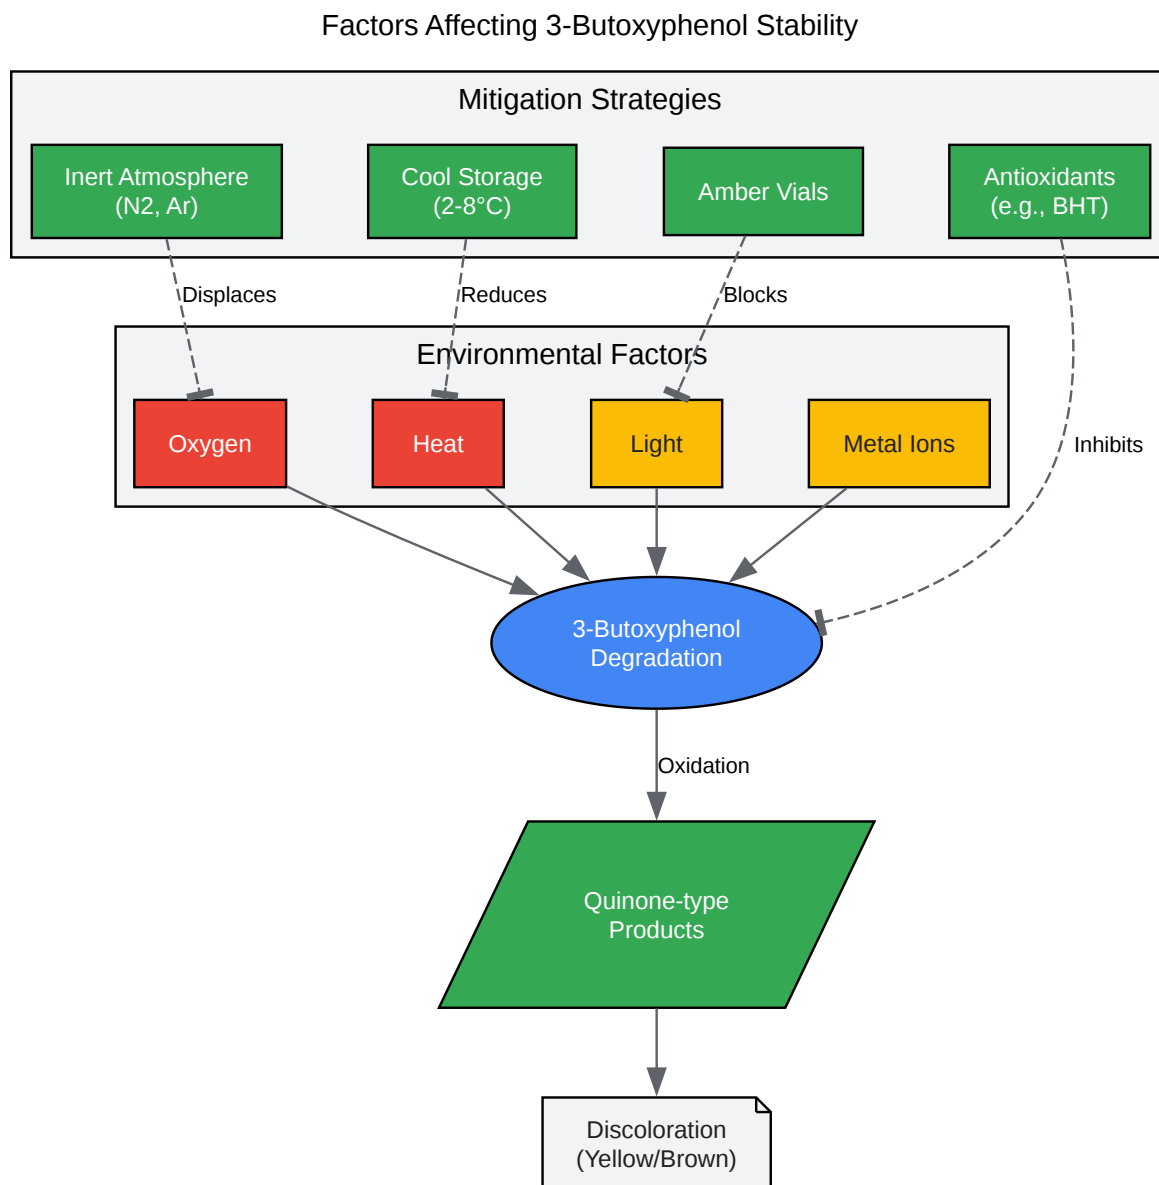 Factors Affecting 3-Butoxyphenol Stability
Mitigation Strategies
Inert Atmosphere
(N2, Ar)
Cool Storage
(2-8°C)
Amber Vials
Antioxidants
(e.g., BHT)
Displaces
Reduces
Blocks
Environmental Factors
Oxygen
Heat
Light
Metal Ions
Inhibits
3-Butoxyphenol
Degradation
Oxidation
Quinone-type
Products
Discoloration
(Yellow/Brown)